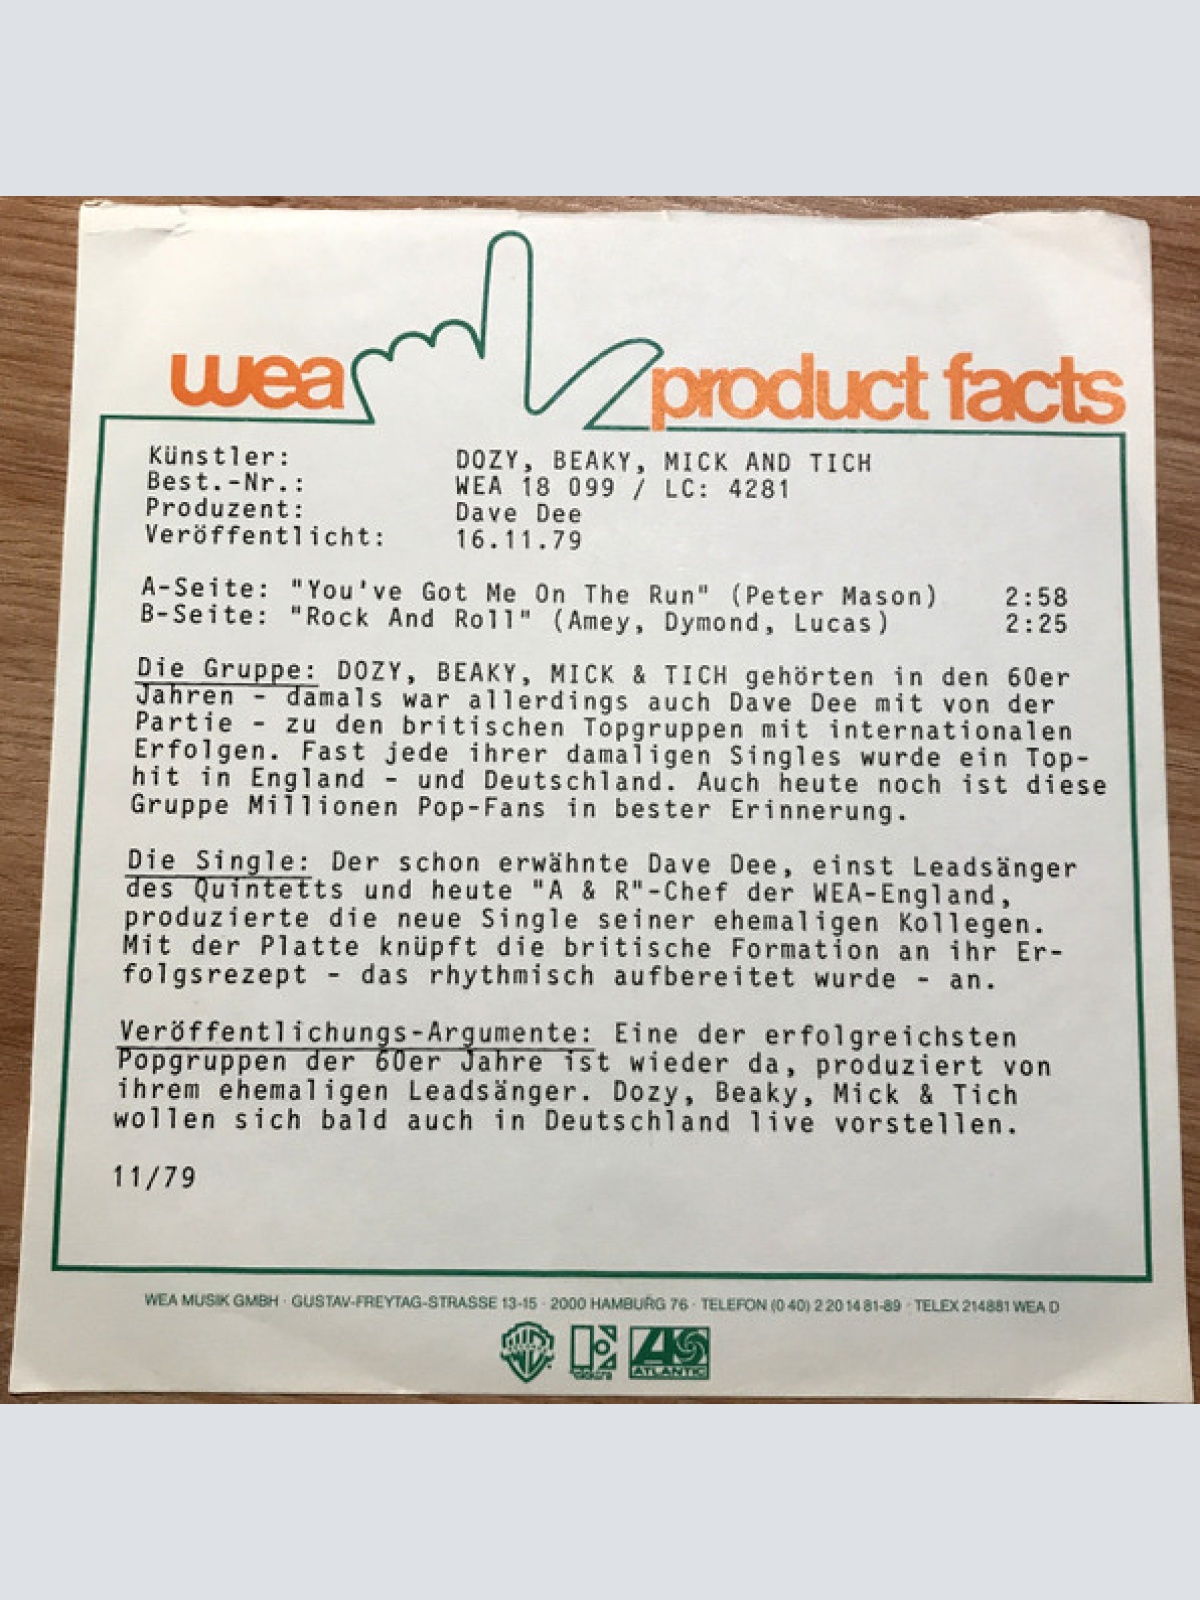 wea product facts
Künstler: DOZY, BEAKY, MICK AND TICH
Best.-Nr.: WEA 18 099 / LC: 4281
Produzent: Dave Dee
Veröffentlicht: 16.11.79
A-Seite: "You've Got Me On The Run" (Peter Mason) 2:58
B-Seite: "Rock And Roll" (Amey, Dymond, Lucas) 2:25
Die Gruppe: DOZY, BEAKY, MICK & TICH gehörten in den 60er
Jahren - damals war allerdings auch Dave Dee mit von der
Partie - zu den britischen Topgruppen mit internationalen
Erfolgen. Fast jede ihrer damaligen Singles wurde ein Top-
hit in England - und Deutschland. Auch heute noch ist diese
Gruppe Millionen Pop-Fans in bester Erinnerung.
Die Single: Der schon erwähnte Dave Dee, einst Leadsänger
des Quintetts und heute "A & R"-Chef der WEA-England,
produzierte die neue Single seiner ehemaligen Kollegen.
Mit der Platte knüpft die britische Formation an ihr Er-
folgsrezept - das rhythmisch aufbereitet wurde - an.
Veröffentlichungs-Argumente: Eine der erfolgreichsten
Popgruppen der 60er Jahre ist wieder da, produziert von
ihrem ehemaligen Leadsänger. Dozy, Beaky, Mick & Tich
wollen sich bald auch in Deutschland live vorstellen.
11/79
WEA MUSIK GMBH · GUSTAV-FREYTAG-STRASSE 13-15 · 2000 HAMBURG 76 · TELEFON (0 40) 2 20 14 81-89 · TELEX 214881 WEA D
ATLANTIC